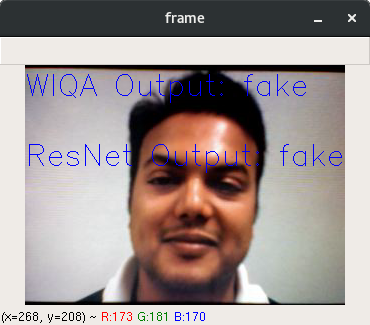 frame
WIQA Output: fake
ResNet Output: fake
(x=268, y=208) ~ R:173 G:181 B:170